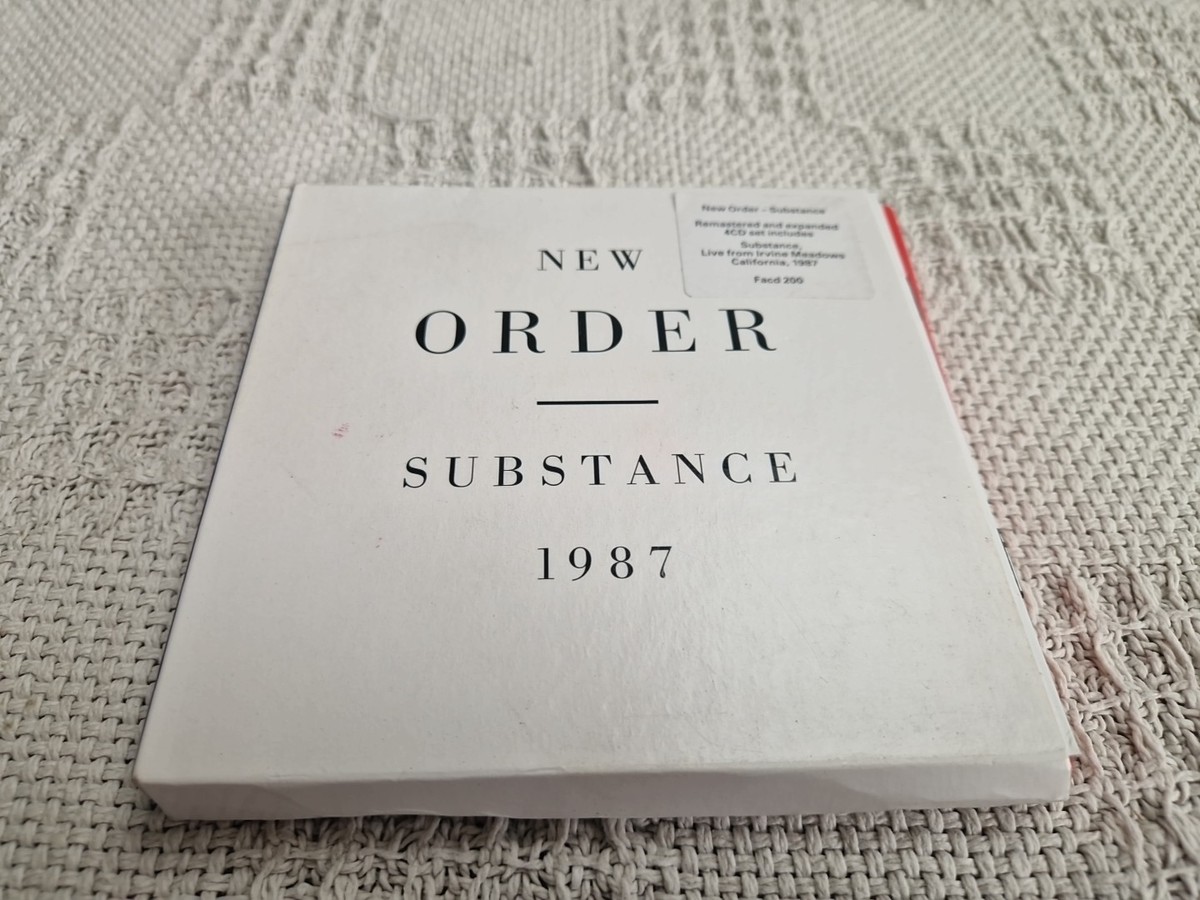 NEW
ORDER
SUBSTANCE
1987
New Order – Substance
Remastered and expanded
4CD set includes
Substance,
Live from Irvine Meadows
California, 1987
Facd 200